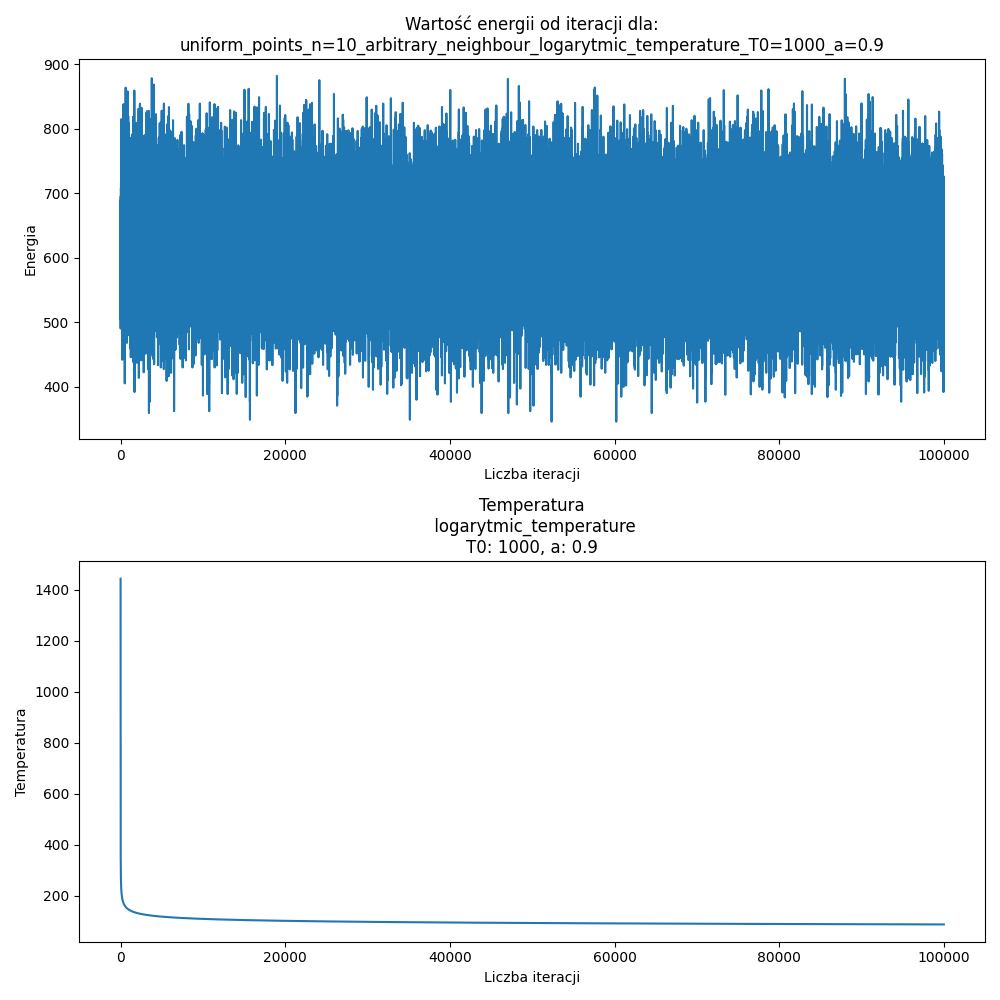 Wartość energii od iteracji dla:
uniform_points_n=10_arbitrary_neighbour_logarytmic_temperature_T0=1000_a=0.9
900
800
700
600
500
400
Energia
0 20000 40000 60000 80000 100000
Liczba iteracji
Temperatura
logarytmic_temperature
T0: 1000, a: 0.9
1400
1200
1000
800
600
400
200
Temperatura
0 20000 40000 60000 80000 100000
Liczba iteracji